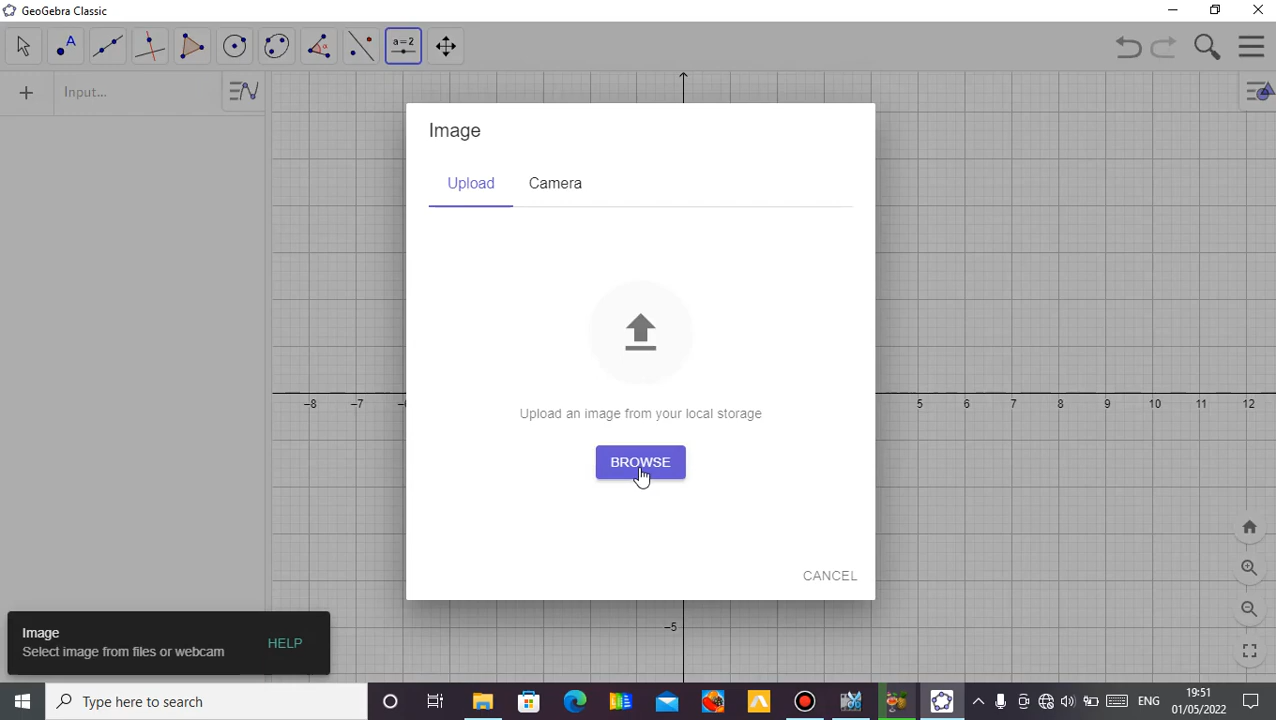 GeoGebra Classic
a=2
Input...
Image
Upload
Camera
Upload an image from your local storage
BROWSE
CANCEL
-8
-7
5
6
7
8
9
10
11
12
-5
Image
Select image from files or webcam
HELP
Type here to search
ENG
19:51
01/05/2022